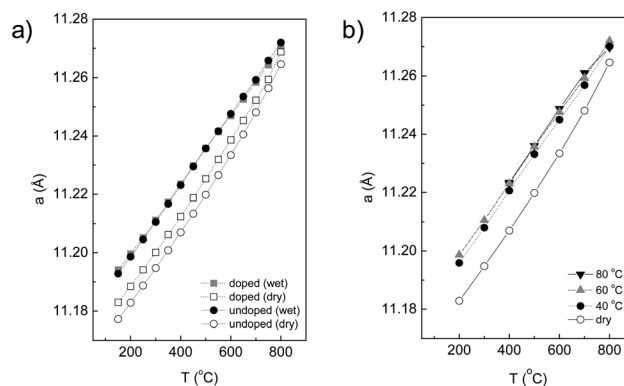 a)
11.28
11.26
11.24
11.22
11.20
11.18
a (Å)
doped (wet)
doped (dry)
undoped (wet)
undoped (dry)
0 200 400 600 800
T (°C)
b)
11.28
11.26
11.24
11.22
11.20
11.18
a (Å)
80 °C
60 °C
40 °C
dry
200 400 600 800
T (°C)